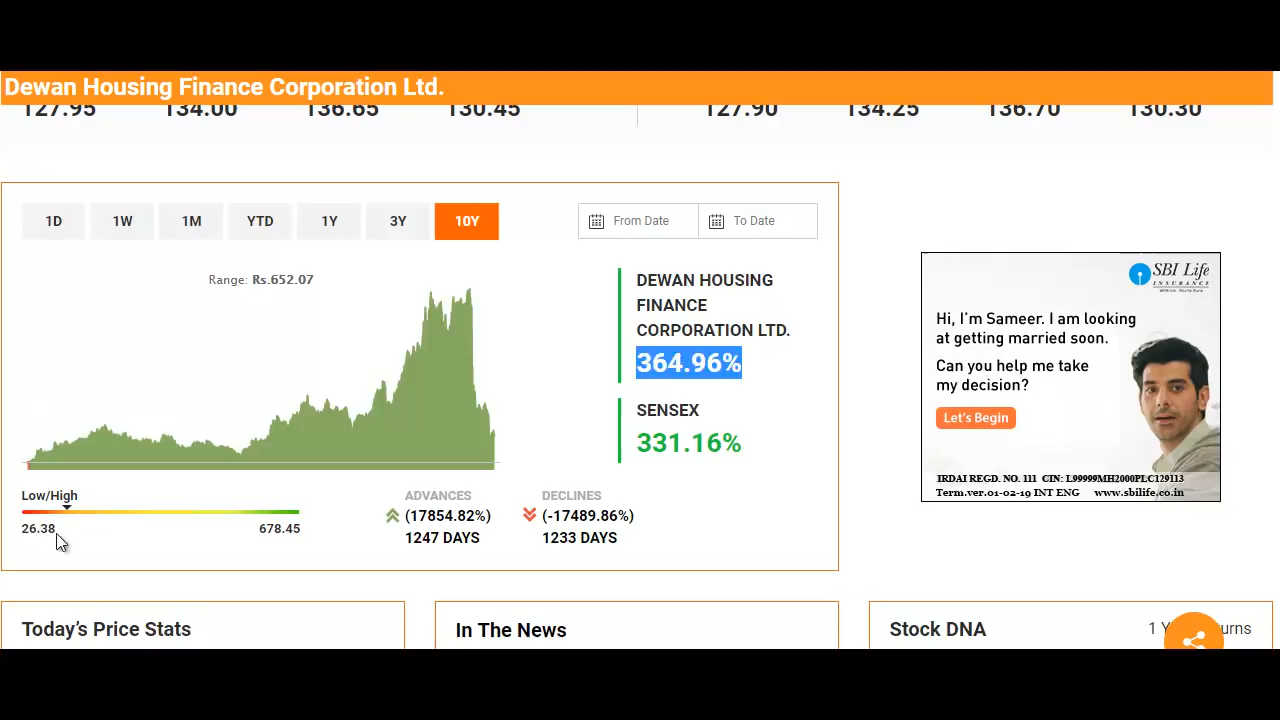 Dewan Housing Finance Corporation Ltd.
127.95 134.00 136.65 130.45 127.90 134.25 136.70 130.30
1D 1W 1M YTD 1Y 3Y 10Y From Date To Date
Range: Rs.652.07
DEWAN HOUSING
FINANCE
CORPORATION LTD.
364.96%
SENSEX
331.16%
Low/High
26.38 678.45
ADVANCES
(17854.82%)
1247 DAYS
DECLINES
(-17489.86%)
1233 DAYS
SBI Life
INSURANCE
Hi, I'm Sameer. I am looking
at getting married soon.
Can you help me take
my decision?
Let's Begin
IRDAI REGD. NO. 111 CIN: L99999MH2000PLC129113
Term.ver.01-02-19 INT ENG www.sbilife.co.in
Today's Price Stats
In The News
Stock DNA
1 Y urns